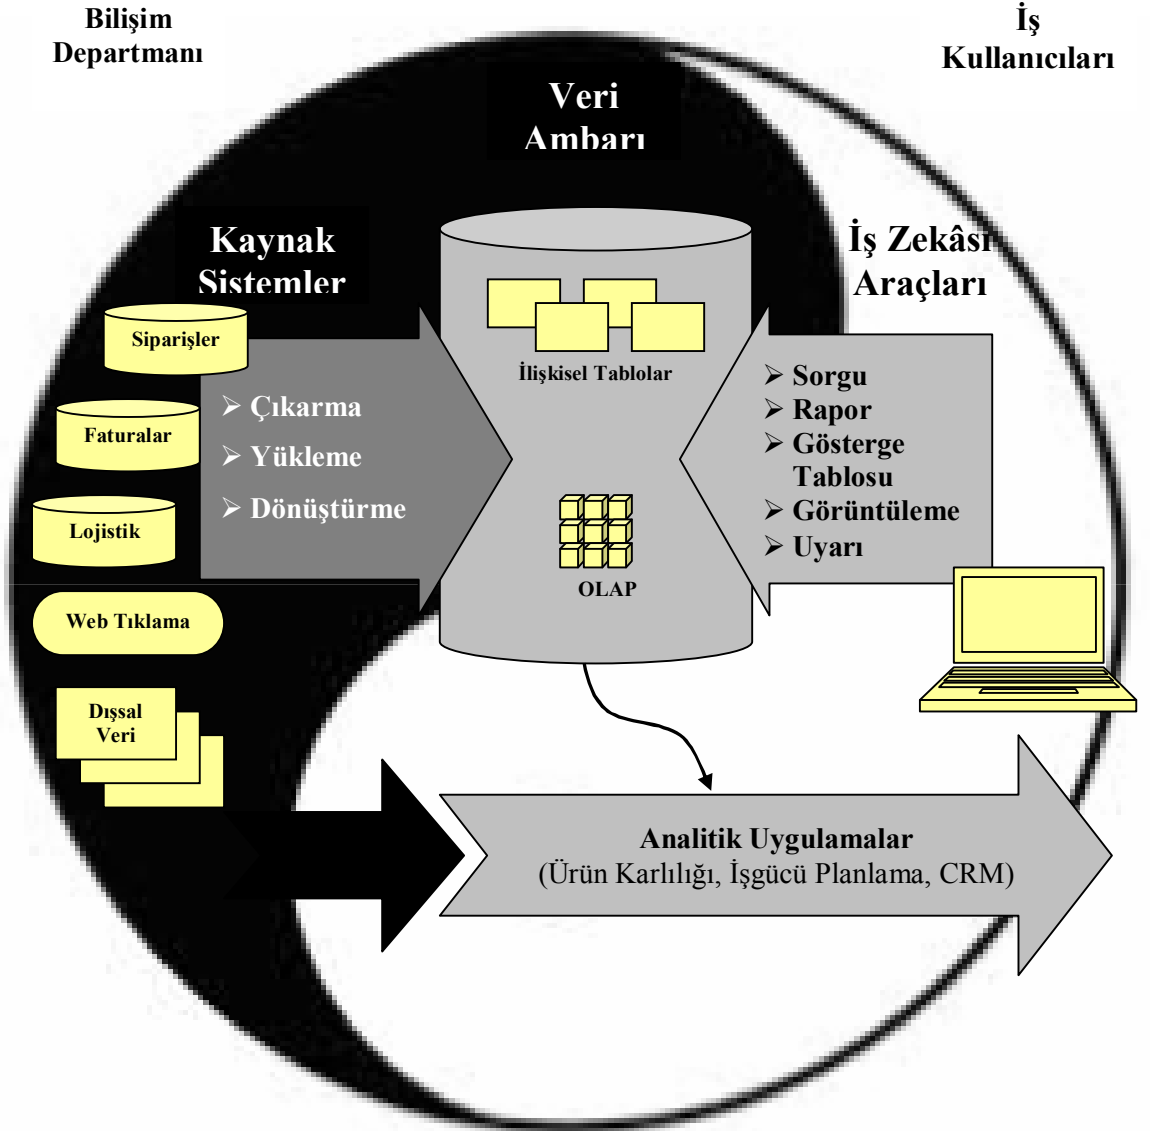 Bilişim
Departmanı
İş
Kullanıcıları
Veri
Ambarı
Kaynak
Sistemler
İş Zekâsı
Araçları
Siparişler
Faturalar
Lojistik
Web Tıklama
Dışsal
Veri
➢ Çıkarma
➢ Yükleme
➢ Dönüştürme
İlişkisel Tablolar
OLAP
➢ Sorgu
➢ Rapor
➢ Gösterge
Tablosu
➢ Görüntüleme
➢ Uyarı
Analitik Uygulamalar
(Ürün Karlılığı, İşgücü Planlama, CRM)